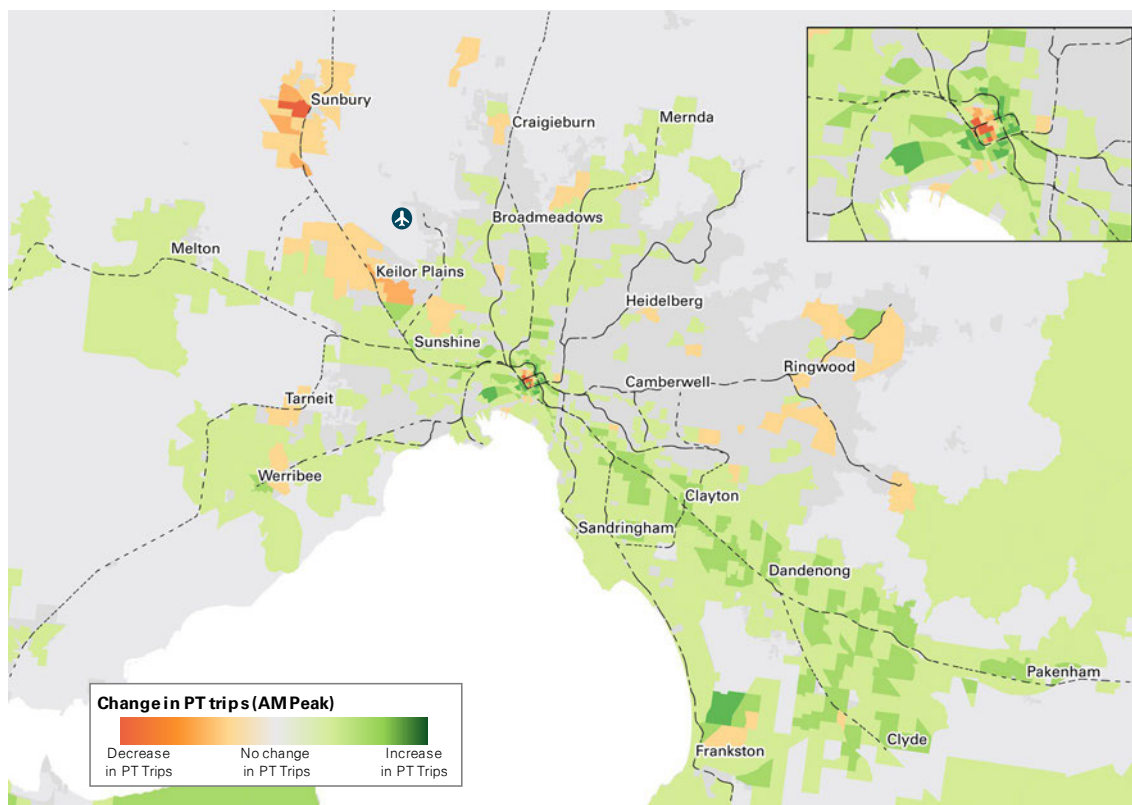 Sunbury
Craigieburn
Mernda
Broadmeadows
Melton
Keilor Plains
Heidelberg
Sunshine
Ringwood
Camberwell
Tarneit
Werribee
Clayton
Sandringham
Dandenong
Pakenham
Clyde
Frankston
Change in PT trips (AM Peak)
Decrease
in PT Trips
No change
in PT Trips
Increase
in PT Trips